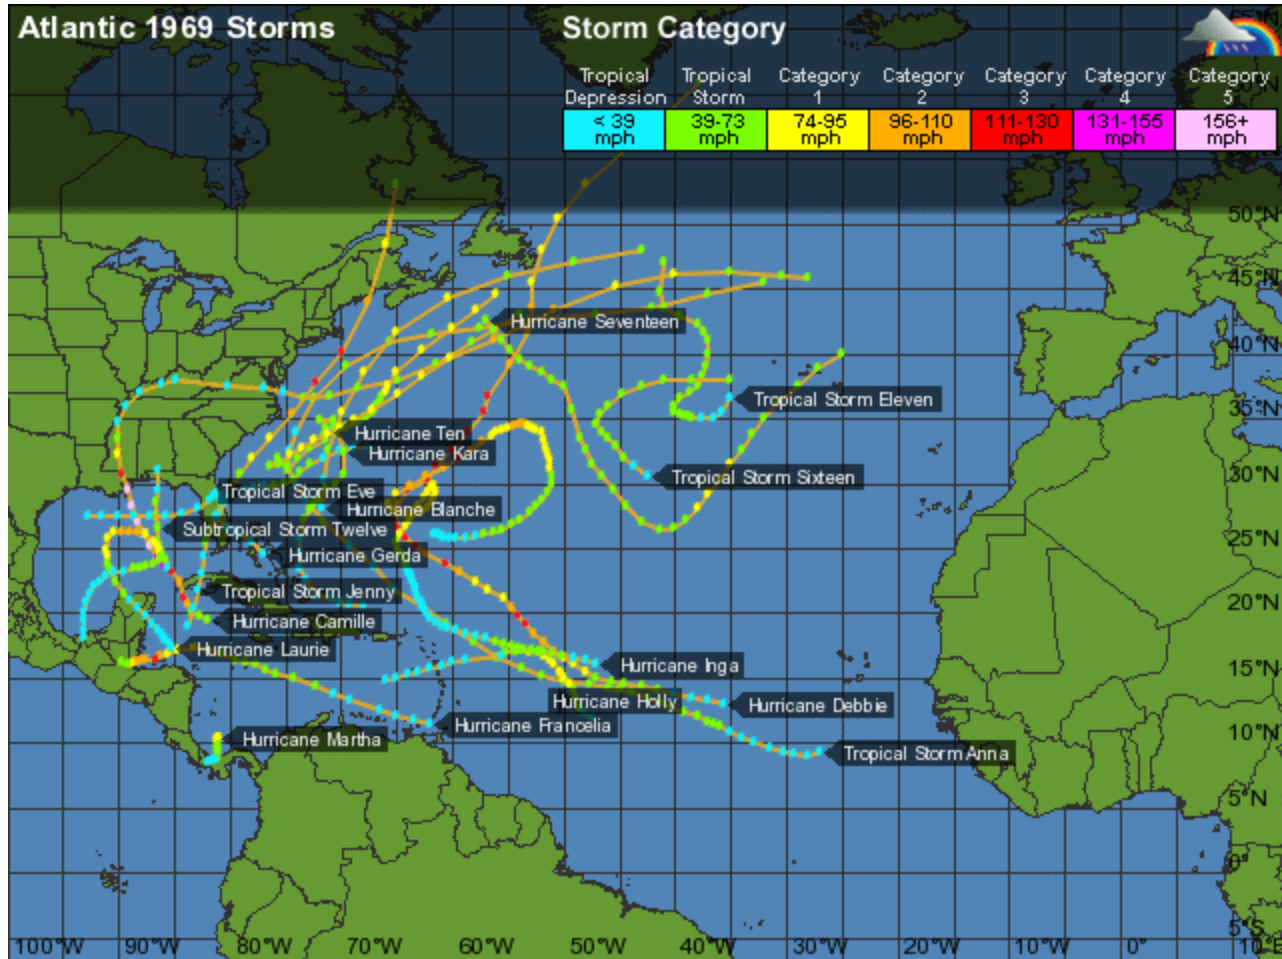 Atlantic 1969 Storms
Storm Category
Tropical Depression
Tropical Storm
Category 1
Category 2
Category 3
Category 4
Category 5
< 39 mph
39-73 mph
74-95 mph
96-110 mph
111-130 mph
131-155 mph
156+ mph
50°N
45°N
Hurricane Seventeen
40°N
Tropical Storm Eleven
35°N
Hurricane Ten
Hurricane Kara
Tropical Storm Sixteen
30°N
Tropical Storm Eve
Hurricane Blanche
Subtropical Storm Twelve
25°N
Hurricane Gerda
Tropical Storm Jenny
20°N
Hurricane Camille
Hurricane Laurie
Hurricane Inga
15°N
Hurricane Holly
Hurricane Debbie
Hurricane Francelia
10°N
Hurricane Martha
Tropical Storm Anna
5°N
0°
5°S
100°W 90°W 80°W 70°W 60°W 50°W 40°W 30°W 20°W 10°W 0° 10°E